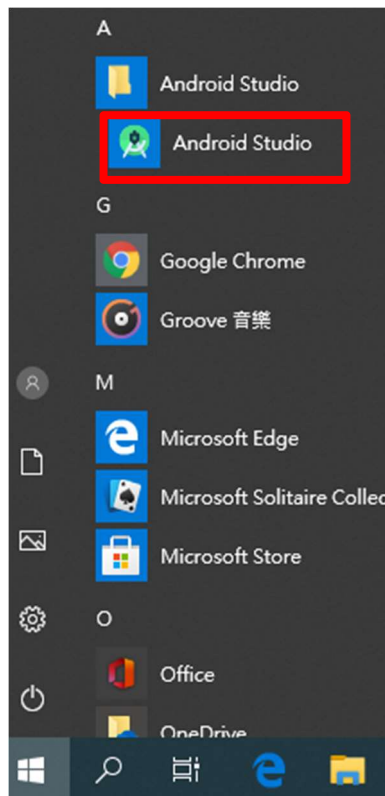 A
Android Studio
Android Studio
G
Google Chrome
Groove 音樂
M
Microsoft Edge
Microsoft Solitaire Collec
Microsoft Store
O
Office
OneDrive